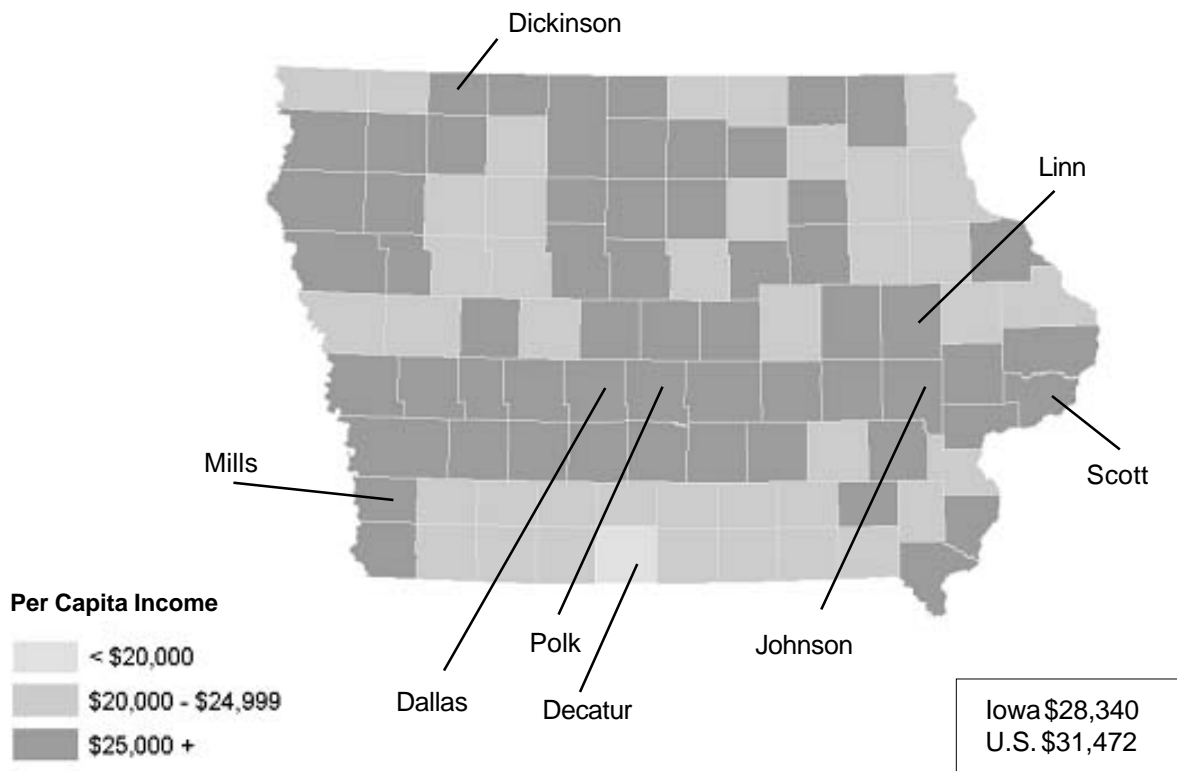 Dickinson
Linn
Mills
Scott
Per Capita Income
Polk
Johnson
< $20,000
Dallas
Decatur
$20,000 - $24,999
$25,000 +
Iowa $28,340
U.S. $31,472